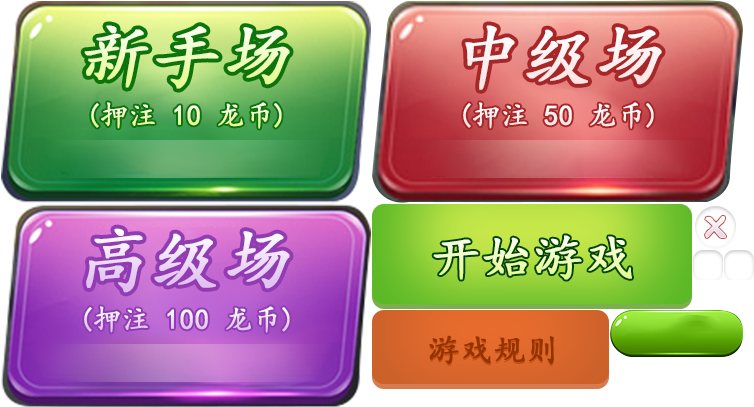 新手场
(押注 10 龙币)
中级场
(押注 50 龙币)
高级场
(押注 100 龙币)
开始游戏
游戏规则